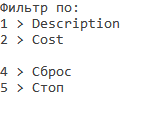 Фильтр по:
1 > Description
2 > Cost
4 > Сброс
5 > Стоп